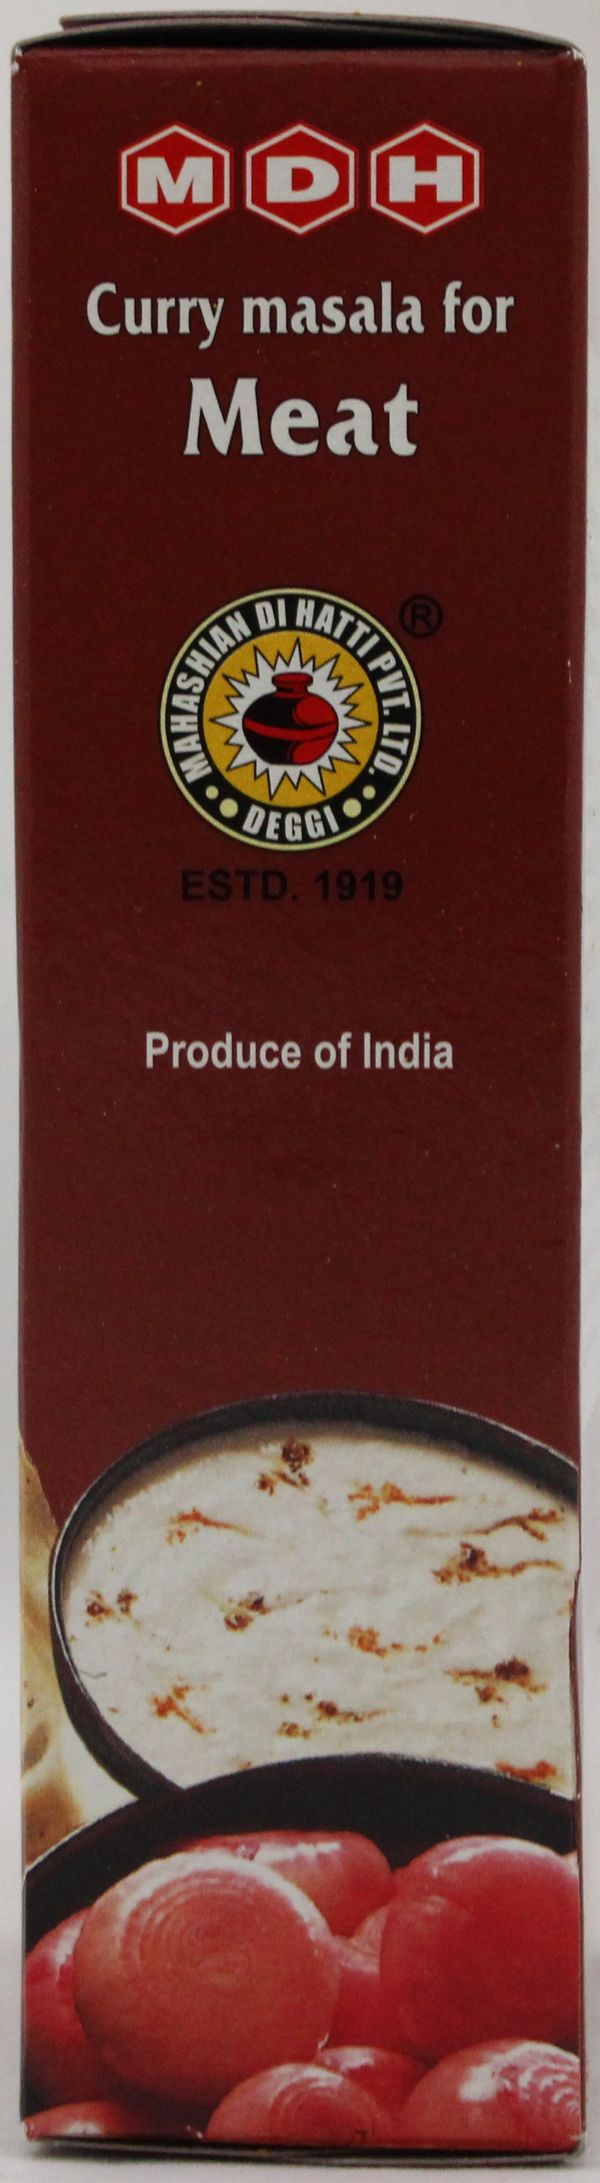 MDH
Curry masala for
Meat
MAHASHIAN DI HATTI PVT. LTD.
®
DEGGI
ESTD. 1919
Produce of India